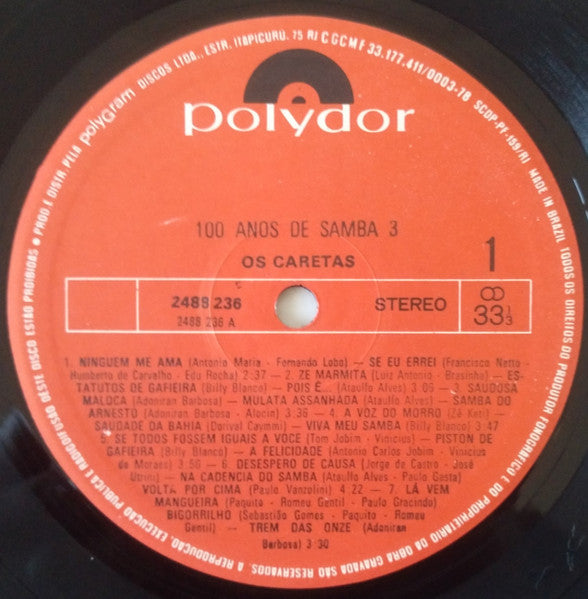 PROD E DISTR. PELA polygram DISCOS LTDA., ESTR. ITAPICURU, 75 RJ C G C M F 33.177.411/0003-78 SCDP-PF-159/RJ
MADE IN BRAZIL TODOS OS DIREIJOS DO PRODUTOR FONOGRÁFICO E DO PROPRIETÁRIO DA OBRA GRAVADA SÃO RESERVADOS. A REPRODUÇÃO, EXECUÇÃO PÚBLICA E RADIODIFUSÃO DESTE DISCO ESTÃO PROIBIDAS
polydor
100 ANOS DE SAMBA 3
OS CARETAS
1
2488 236
2488 236 A
STEREO
33⅓
1. NINGUEM ME AMA (Antonio Maria - Fernando Lobo) — SE EU ERREI (Francisco Netto -
Humberto de Carvalho - Edu Rocha) 2:37 — 2. ZE MARMITA (Luiz Antonio - Brasinho) — ES-
TATUTOS DE GAFIEIRA (Billy Blanco) — POIS É... (Ataulfo Alves) 3 05 — 3. SAUDOSA
MALOCA (Adoniran Barbosa) — MULATA ASSANHADA (Ataulfo Alves) — SAMBA DO
ARNESTO (Adoniran Barbosa - Alocin) 3:36 — 4. A VOZ DO MORRO (Zé Keti) —
SAUDADE DA BAHIA (Dorival Caymmi) — VIVA MEU SAMBA (Billy Blanco) 3:47
5. SE TODOS FOSSEM IGUAIS A VOCE (Tom Jobim - Vinicius) — PISTON DE
GAFIEIRA (Billy Blanco) — A FELICIDADE (Antonio Carlos Jobim - Vinicius
de Moraes) 3 56 — 6. DESESPERO DE CAUSA (Jorge de Castro - José
Utrini) — NA CADENCIA DO SAMBA (Ataulfo Alves - Paulo Gesta)
VOLTA POR CIMA (Paulo Vanzolini) 4 22 — 7. LÁ VEM
MANGUEIRA (Paquito - Romeu Gentil - Paulo Gracindo)
BIGORRILHO (Sebastião Gomes - Paquito - Romeu
Gentil) — TREM DAS ONZE (Adoniran
Barbosa) 3 30